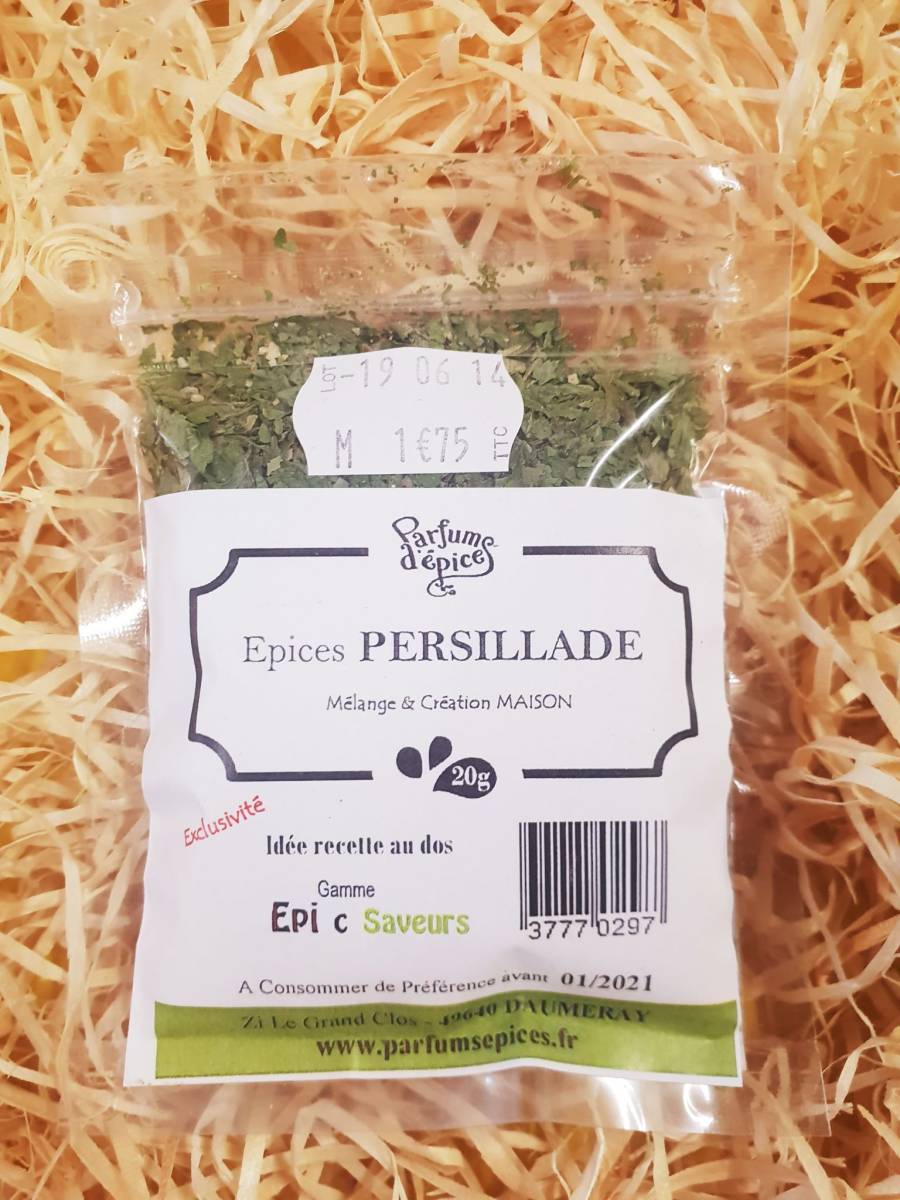 LOT -19 06 14
M 1€75 TTC
Parfums
d'épices
Epices PERSILLADE
Mélange & Création MAISON
20g
Exclusivité
Idée recette au dos
Gamme
Epi c Saveurs
3777 0297
A Consommer de Préférence avant 01/2021
Zi Le Grand Clos - 49640 DAUMERAY
www.parfumsepices.fr